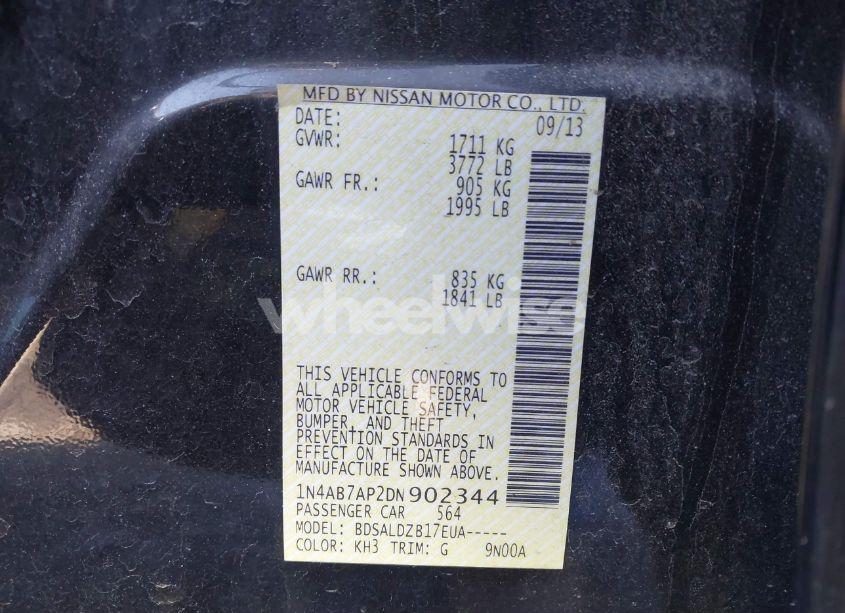 MFD BY NISSAN MOTOR CO., LTD.
DATE: 09/13
GVWR: 1711 KG
3772 LB
GAWR FR.: 905 KG
1995 LB
GAWR RR.: 835 KG
1841 LB
wheelwise
THIS VEHICLE CONFORMS TO
ALL APPLICABLE FEDERAL
MOTOR VEHICLE SAFETY,
BUMPER, AND THEFT
PREVENTION STANDARDS IN
EFFECT ON THE DATE OF
MANUFACTURE SHOWN ABOVE.
1N4AB7AP2DN902344
PASSENGER CAR 564
MODEL: BDSALDZB17EUA-----
COLOR: KH3 TRIM: G 9N00A